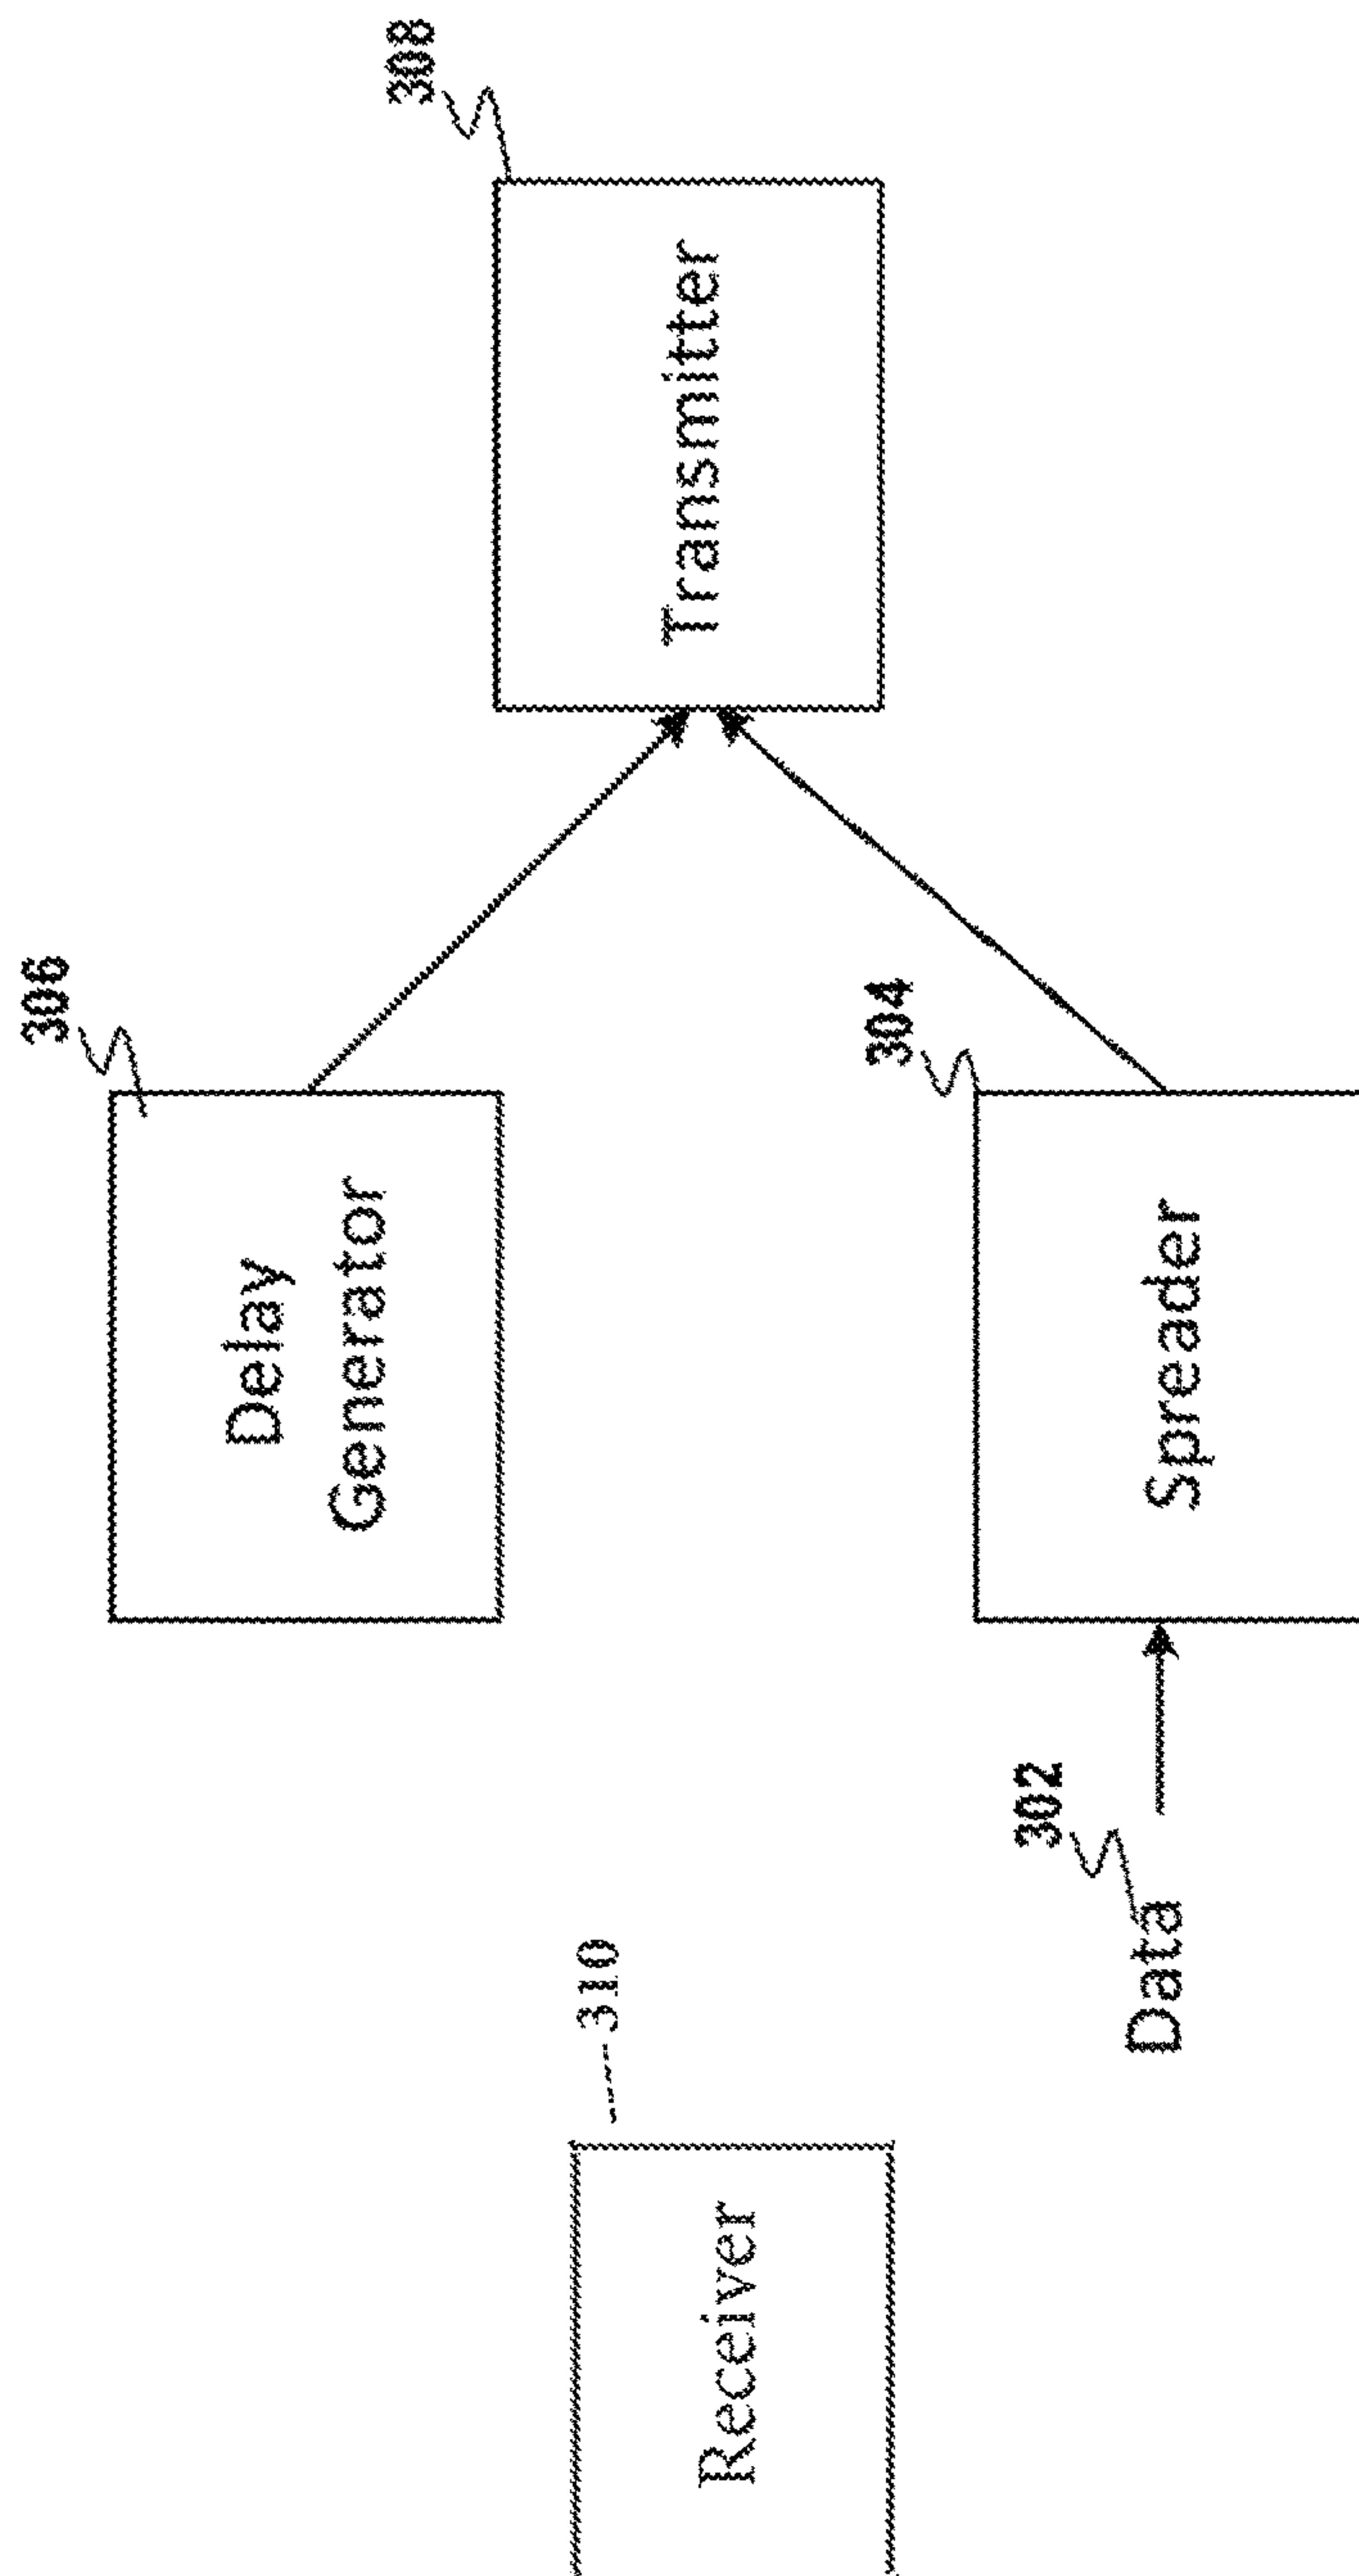 308
Transmitter
306
Delay
Generator
304
Spreader
302
Data
310
Receiver